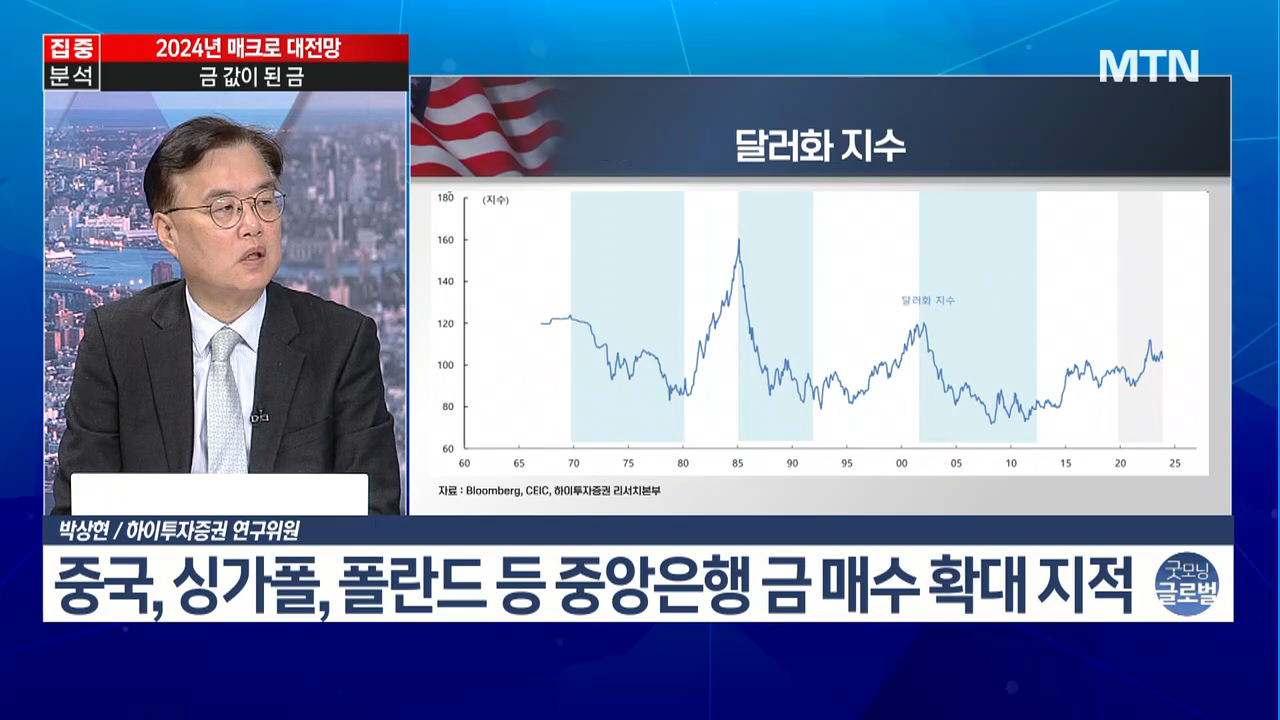 집중
분석
2024년 매크로 대전망
금 값이 된 금
MTN
달러화 지수
(지수)
180
160
140
120
100
80
60
달러화 지수
60 65 70 75 80 85 90 95 00 05 10 15 20 25
자료 : Bloomberg, CEIC, 하이투자증권 리서치본부
박상현 / 하이투자증권 연구위원
중국, 싱가폴, 폴란드 등 중앙은행 금 매수 확대 지적
굿모닝
글로벌